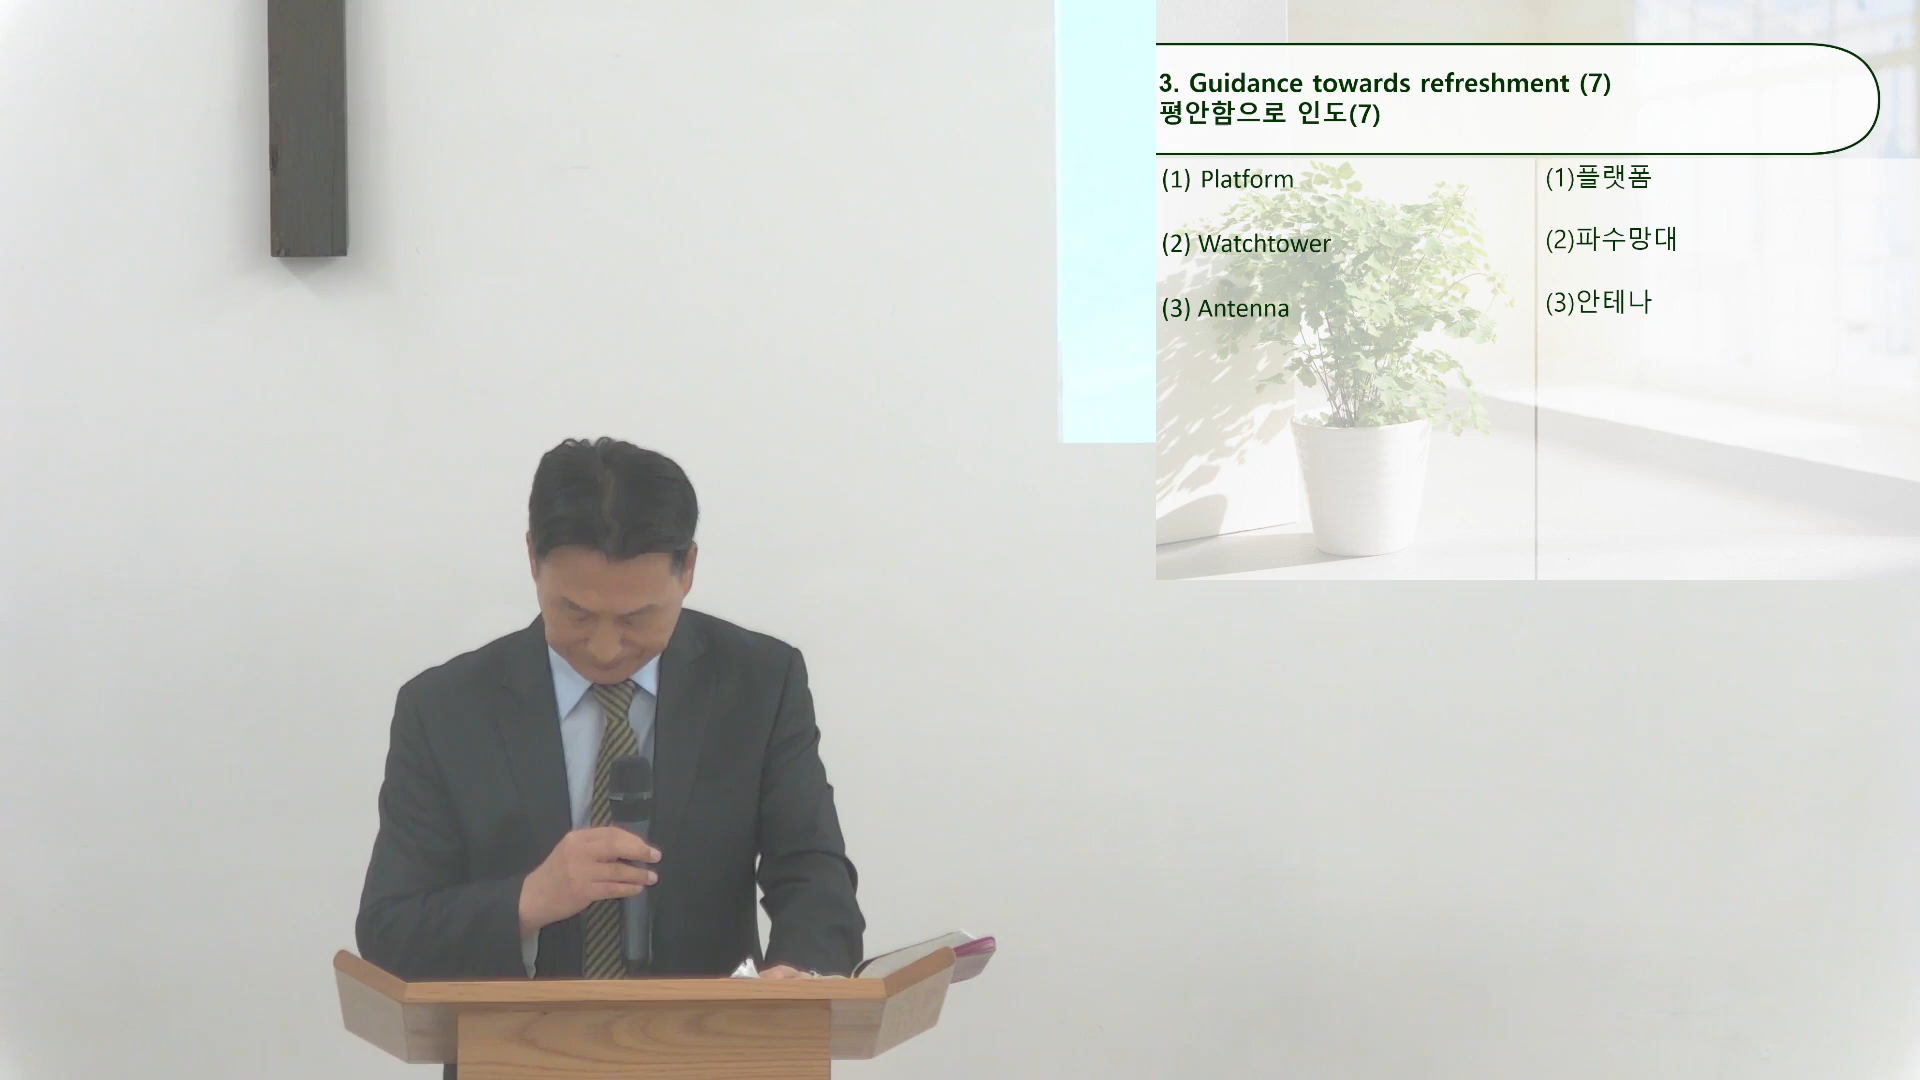 3. Guidance towards refreshment (7)
평안함으로 인도(7)
(1) Platform
(2) Watchtower
(3) Antenna
(1)플랫폼
(2)파수망대
(3)안테나